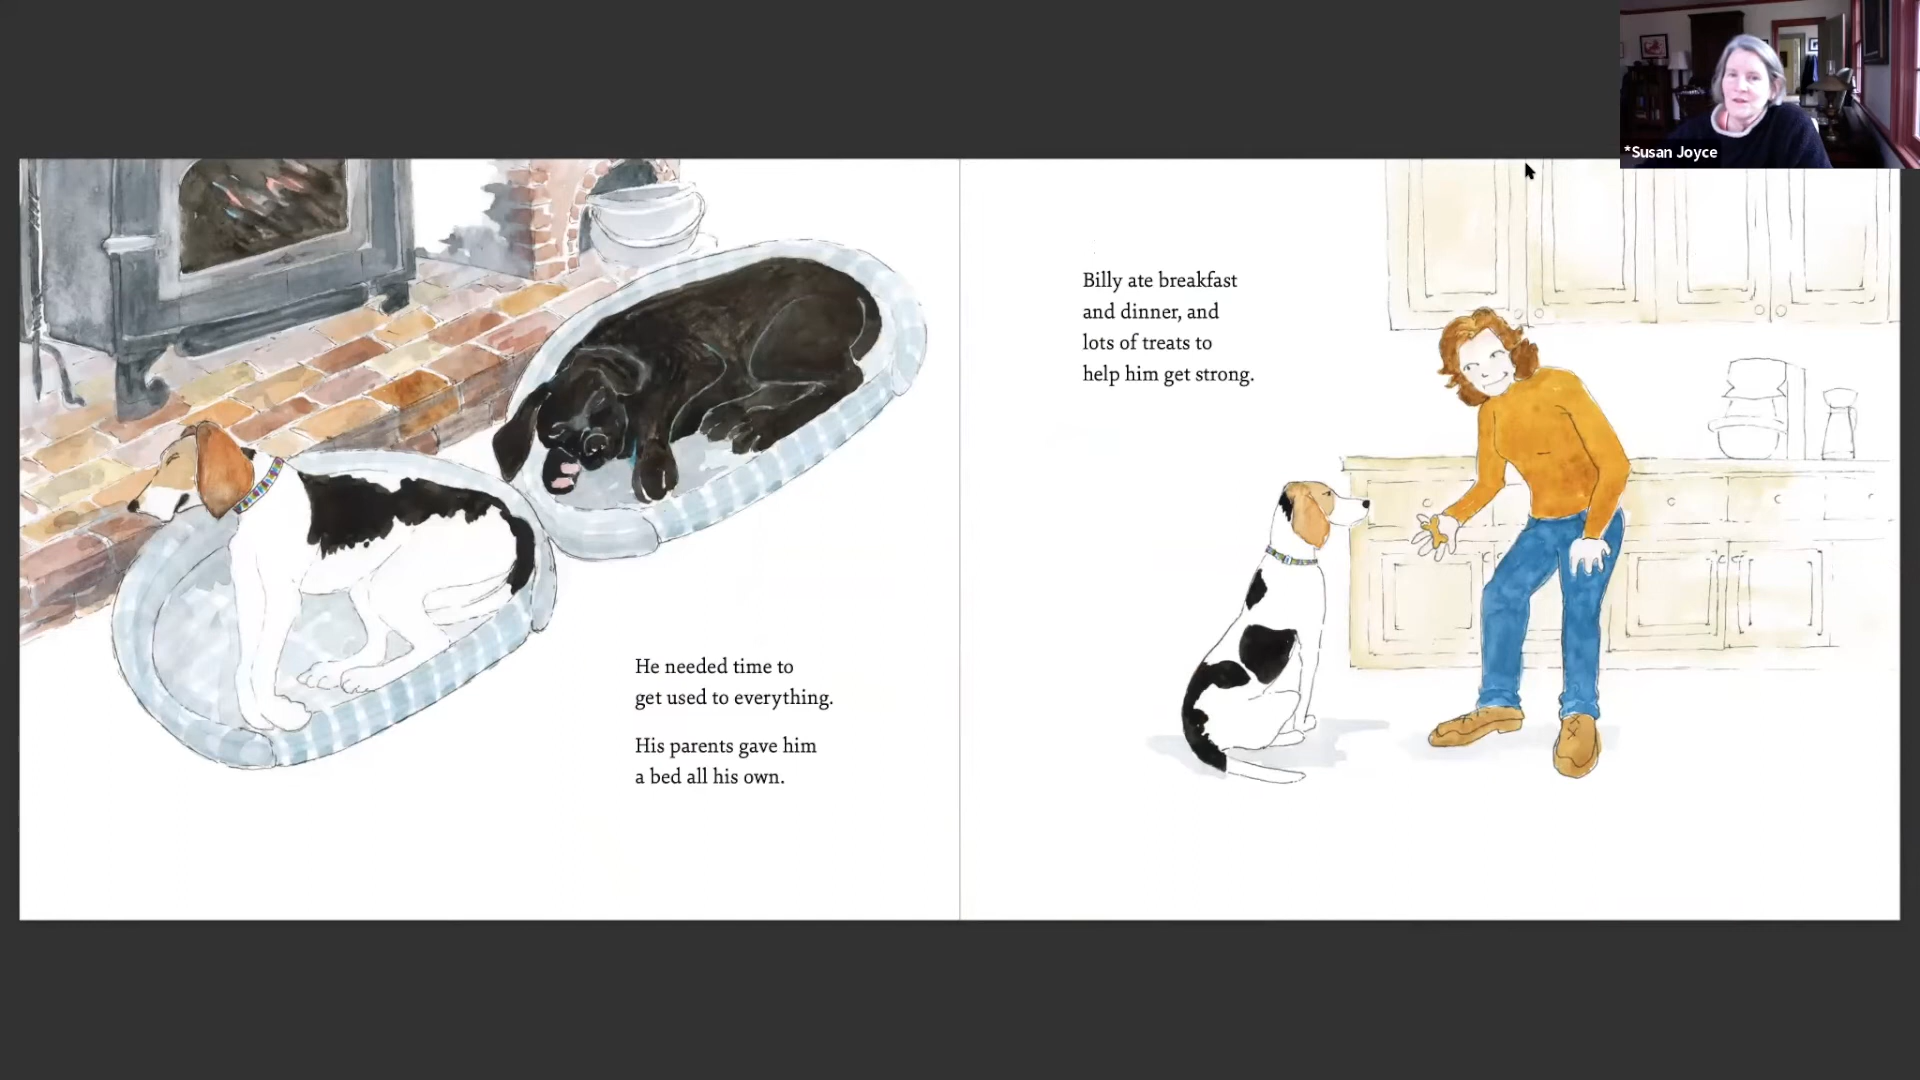 *Susan Joyce
He needed time to
get used to everything.
His parents gave him
a bed all his own.
Billy ate breakfast
and dinner, and
lots of treats to
help him get strong.